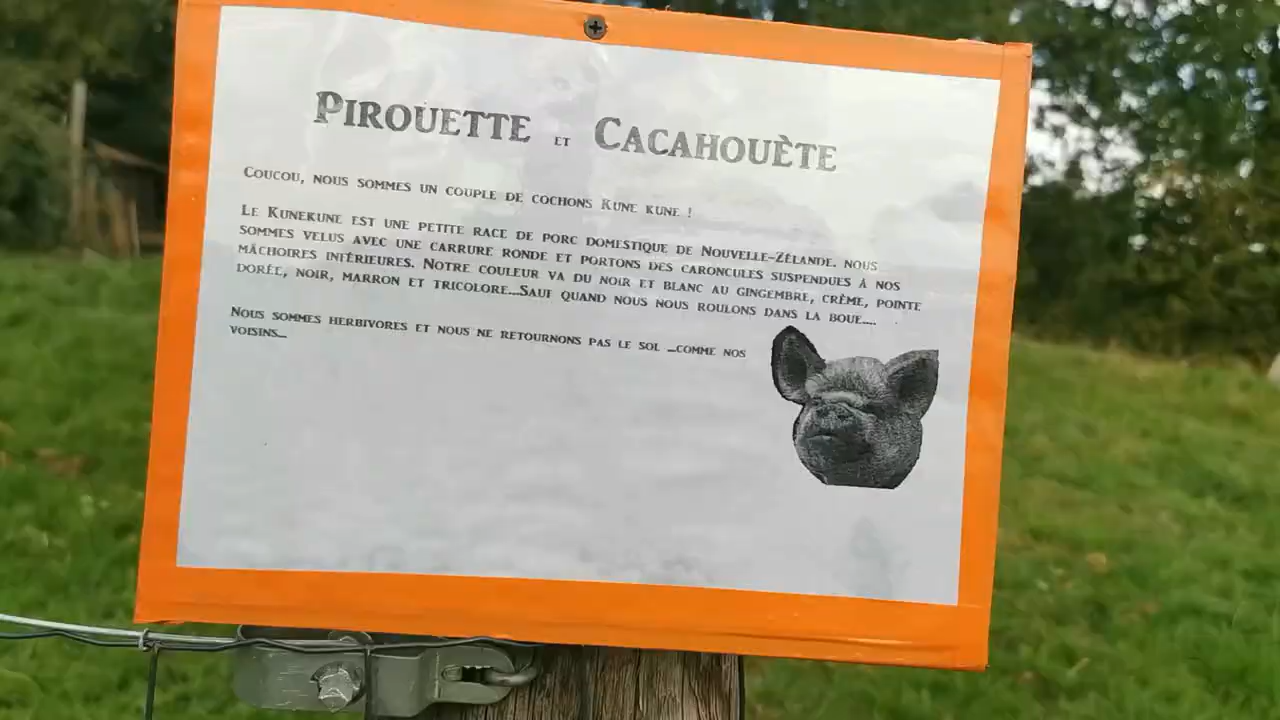 Pirouette et Cacahouète
Coucou, nous sommes un couple de cochons Kune kune !
Le Kunekune est une petite race de porc domestique de Nouvelle-Zélande. nous
sommes velus avec une carrure ronde et portons des caroncules suspendues à nos
mâchoires inférieures. Notre couleur va du noir et blanc au gingembre, crème, pointe
dorée, noir, marron et tricolore...Sauf quand nous nous roulons dans la boue....
Nous sommes herbivores et nous ne retournons pas le sol ...comme nos
voisins...